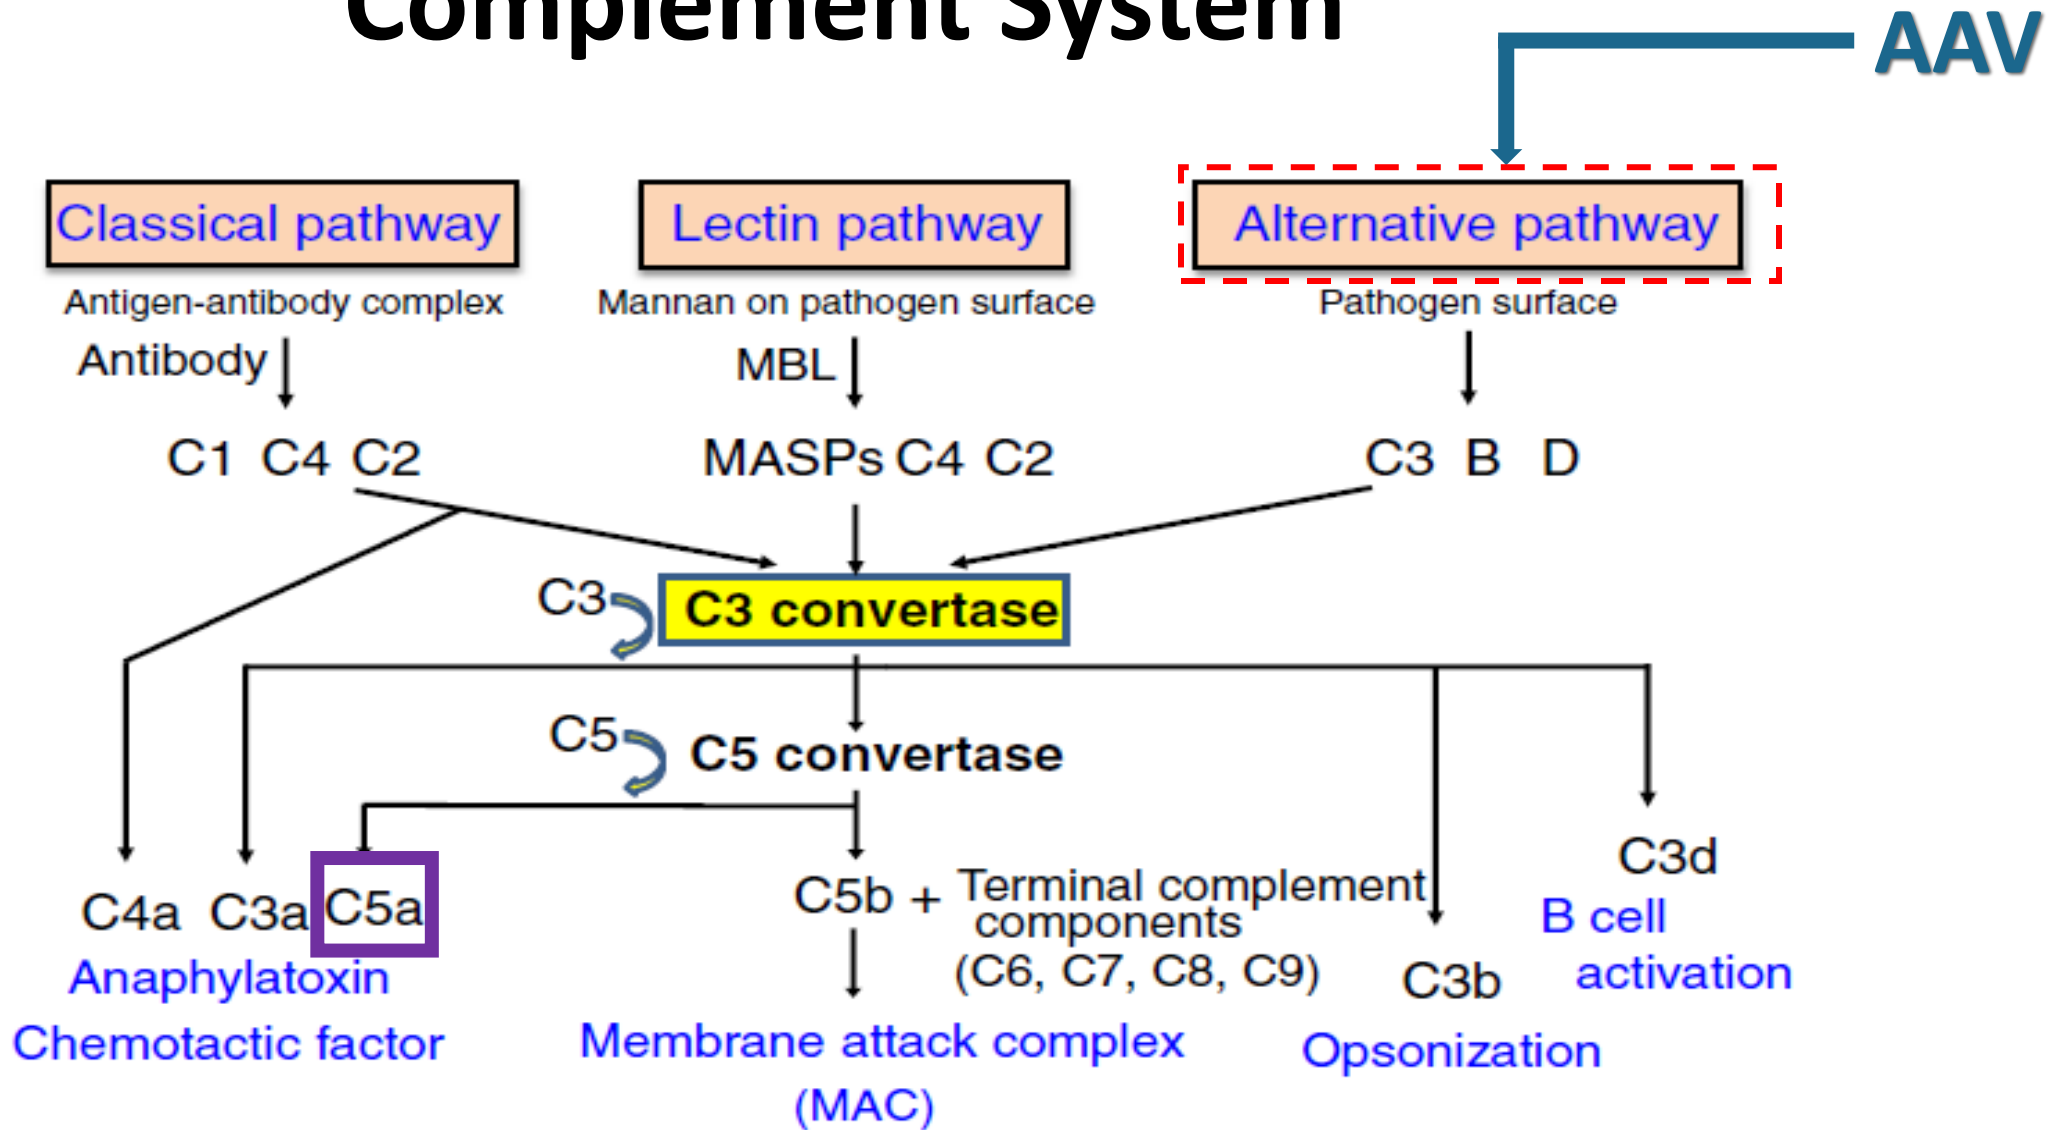 Complement System
AAV
Classical pathway
Lectin pathway
Alternative pathway
Antigen-antibody complex
Mannan on pathogen surface
Pathogen surface
Antibody
MBL
C1 C4 C2
MASPs C4 C2
C3 B D
C3
C3 convertase
C5
C5 convertase
C4a C3a C5a
Anaphylatoxin
Chemotactic factor
C5b + Terminal complement
components
(C6, C7, C8, C9)
Membrane attack complex
(MAC)
C3b
Opsonization
C3d
B cell
activation